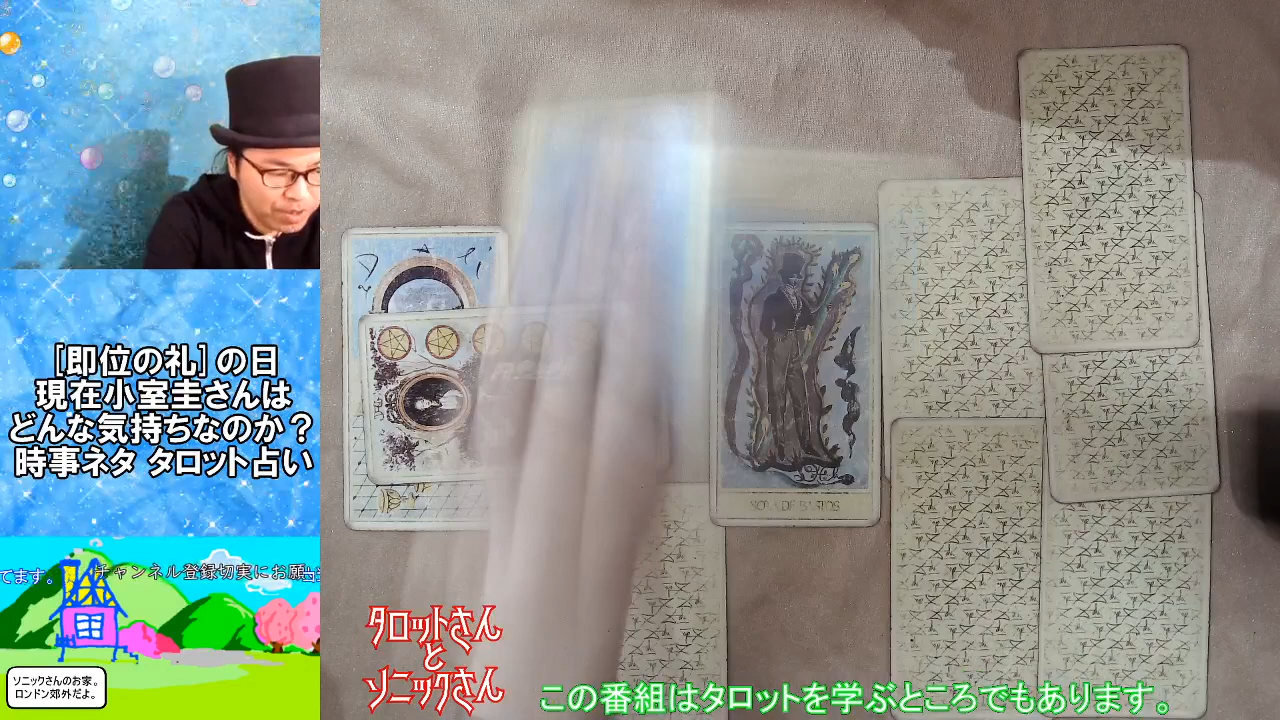 [即位の礼]の日
現在小室圭さんは
どんな気持ちなのか？
時事ネタ タロット占い
てます。
チャンネル登録切実にお願
ソニックさんのお家。
ロンドン郊外だよ。
タロットさん
と
ソニックさん
この番組はタロットを学ぶところでもあります。